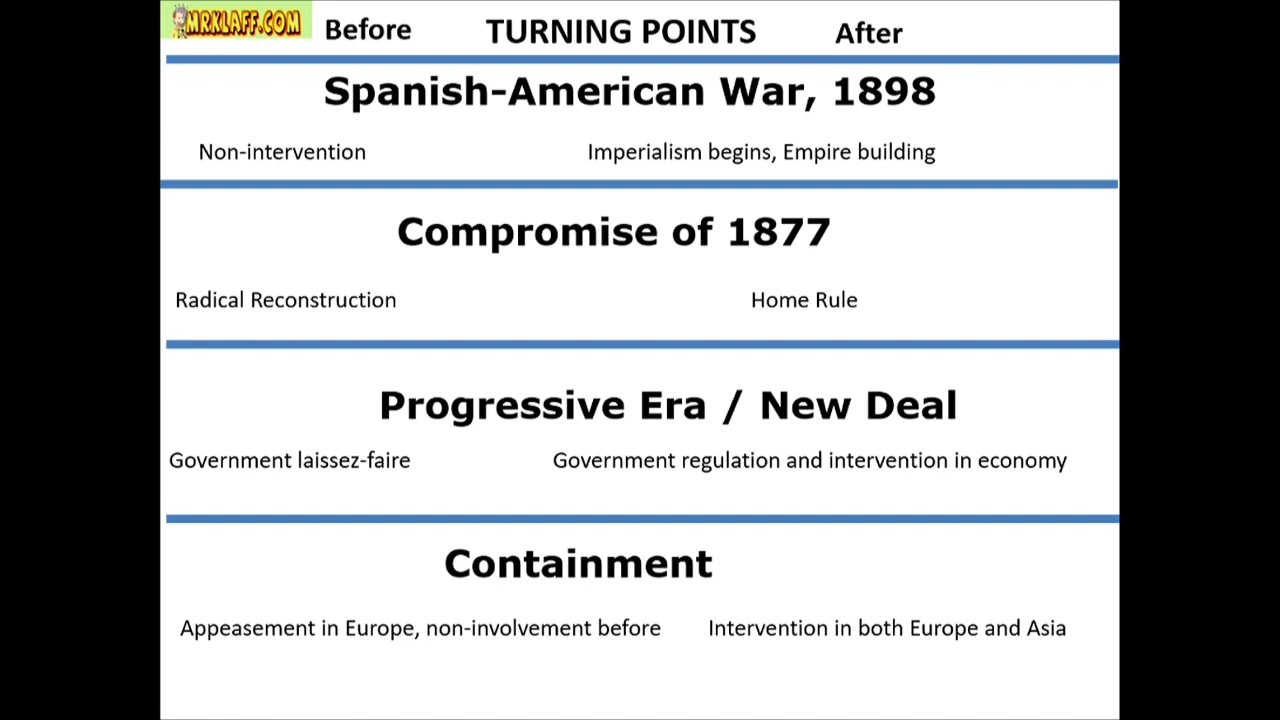 MRKLAFF.COM Before TURNING POINTS After
Spanish-American War, 1898
Non-intervention Imperialism begins, Empire building
Compromise of 1877
Radical Reconstruction Home Rule
Progressive Era / New Deal
Government laissez-faire Government regulation and intervention in economy
Containment
Appeasement in Europe, non-involvement before Intervention in both Europe and Asia